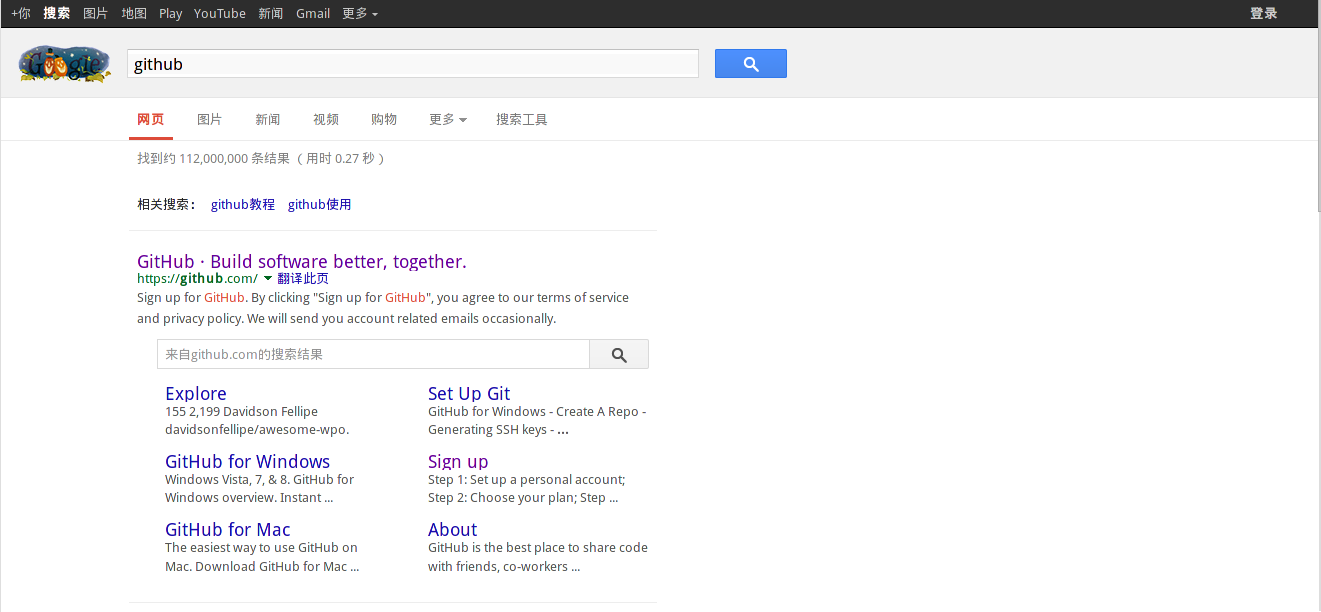 +你 搜索 图片 地图 Play YouTube 新闻 Gmail 更多 登录
Google github
网页 图片 新闻 视频 购物 更多 搜索工具
找到约 112,000,000 条结果 （用时 0.27 秒）
相关搜索： github教程 github使用
GitHub · Build software better, together.
https://github.com/ 翻译此页
Sign up for GitHub. By clicking "Sign up for GitHub", you agree to our terms of service
and privacy policy. We will send you account related emails occasionally.
来自github.com的搜索结果
Explore
155 2,199 Davidson Fellipe
davidsonfellipe/awesome-wpo.
Set Up Git
GitHub for Windows - Create A Repo -
Generating SSH keys - ...
GitHub for Windows
Windows Vista, 7, & 8. GitHub for
Windows overview. Instant ...
Sign up
Step 1: Set up a personal account;
Step 2: Choose your plan; Step ...
GitHub for Mac
The easiest way to use GitHub on
Mac. Download GitHub for Mac ...
About
GitHub is the best place to share code
with friends, co-workers ...